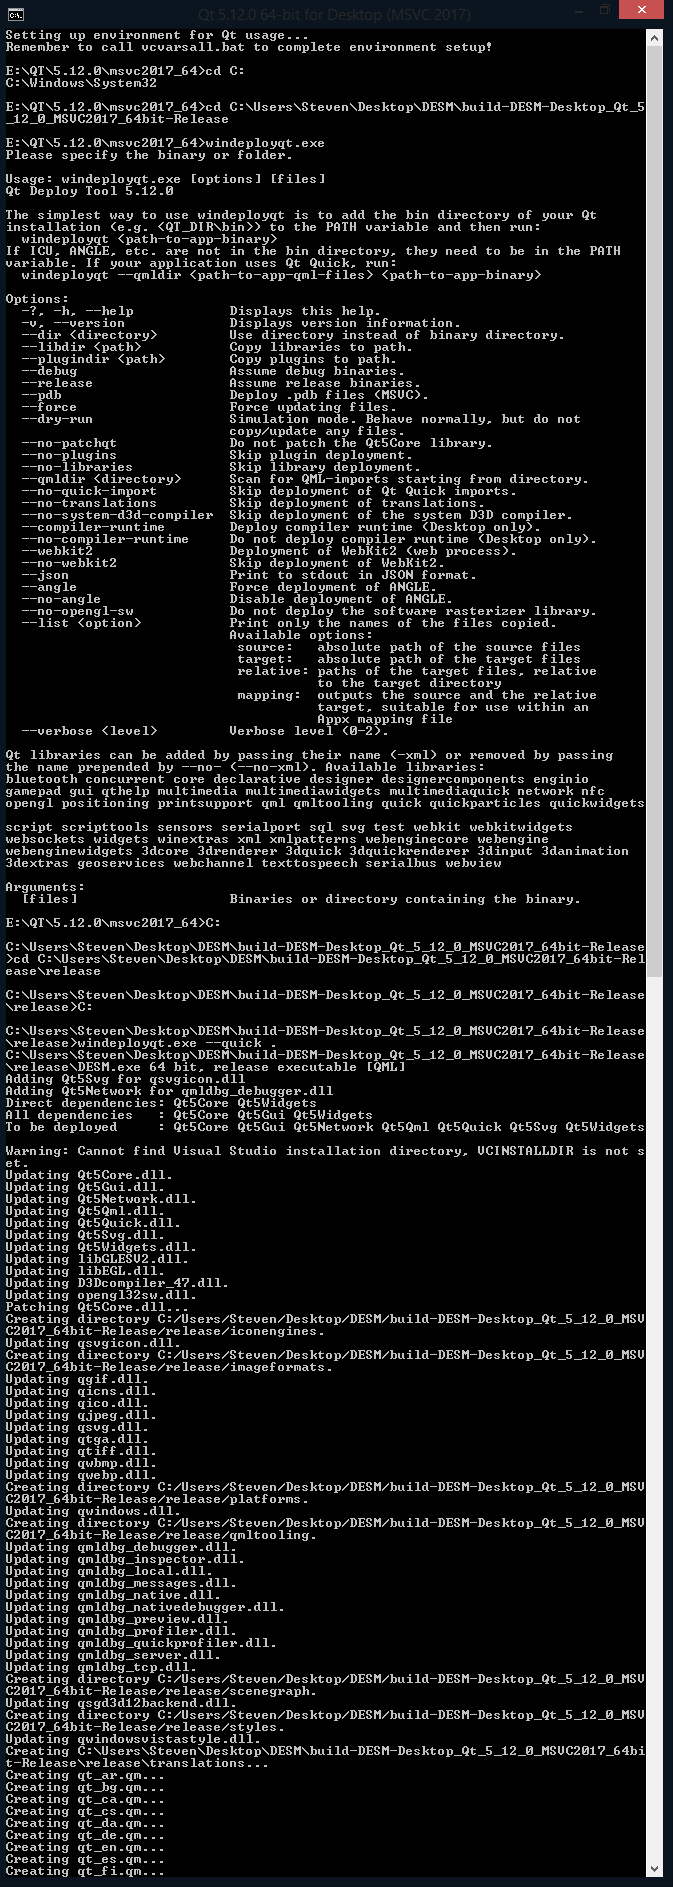 Qt 5.12.0 64-bit for Desktop (MSVC 2017)
Setting up environment for Qt usage...
Remember to call vcvarsall.bat to complete environment setup!
E:\QT\5.12.0\msvc2017_64>cd C:
C:\Windows\System32
E:\QT\5.12.0\msvc2017_64>cd C:\Users\Steven\Desktop\DESM\build-DESM-Desktop_Qt_5
_12_0_MSVC2017_64bit-Release
E:\QT\5.12.0\msvc2017_64>windeployqt.exe
Please specify the binary or folder.
Usage: windeployqt.exe [options] [files]
Qt Deploy Tool 5.12.0
The simplest way to use windeployqt is to add the bin directory of your Qt
installation (e.g. <QT_DIR\bin>) to the PATH variable and then run:
windeployqt <path-to-app-binary>
If ICU, ANGLE, etc. are not in the bin directory, they need to be in the PATH
variable. If your application uses Qt Quick, run:
windeployqt --qmldir <path-to-app-qml-files> <path-to-app-binary>
Options:
-?, -h, --help Displays this help.
-v, --version Displays version information.
--dir <directory> Use directory instead of binary directory.
--libdir <path> Copy libraries to path.
--plugindir <path> Copy plugins to path.
--debug Assume debug binaries.
--release Assume release binaries.
--pdb Deploy .pdb files (MSVC).
--force Force updating files.
--dry-run Simulation mode. Behave normally, but do not
copy/update any files.
--no-patchqt Do not patch the Qt5Core library.
--no-plugins Skip plugin deployment.
--no-libraries Skip library deployment.
--qmldir <directory> Scan for QML-imports starting from directory.
--no-quick-import Skip deployment of Qt Quick imports.
--no-translations Skip deployment of translations.
--no-system-d3d-compiler Skip deployment of the system D3D compiler.
--compiler-runtime Deploy compiler runtime (Desktop only).
--no-compiler-runtime Do not deploy compiler runtime (Desktop only).
--webkit2 Deployment of WebKit2 (web process).
--no-webkit2 Skip deployment of WebKit2.
--json Print to stdout in JSON format.
--angle Force deployment of ANGLE.
--no-angle Disable deployment of ANGLE.
--no-opengl-sw Do not deploy the software rasterizer library.
--list <option> Print only the names of the files copied.
Available options:
source: absolute path of the source files
target: absolute path of the target files
relative: paths of the target files, relative
to the target directory
mapping: outputs the source and the relative
target, suitable for use within an
Appx mapping file
--verbose <level> Verbose level (0-2).
Qt libraries can be added by passing their name (-xml) or removed by passing
the name prepended by --no- (--no-xml). Available libraries:
bluetooth concurrent core declarative designer designercomponents enginio
gamepad gui qthelp multimedia multimediawidgets multimediaquick network nfc
opengl positioning printsupport qml qmltooling quick quickparticles quickwidgets
script scripttools sensors serialport sql svg test webkit webkitwidgets
websockets widgets winextras xml xmlpatterns webenginecore webengine
webenginewidgets 3dcore 3drenderer 3dquick 3dquickrenderer 3dinput 3danimation
3dextras geoservices webchannel texttospeech serialbus webview
Arguments:
[files] Binaries or directory containing the binary.
E:\QT\5.12.0\msvc2017_64>C:
C:\Users\Steven\Desktop\DESM\build-DESM-Desktop_Qt_5_12_0_MSVC2017_64bit-Release
>cd C:\Users\Steven\Desktop\DESM\build-DESM-Desktop_Qt_5_12_0_MSVC2017_64bit-Rel
ease\release
C:\Users\Steven\Desktop\DESM\build-DESM-Desktop_Qt_5_12_0_MSVC2017_64bit-Release
\release>C:
C:\Users\Steven\Desktop\DESM\build-DESM-Desktop_Qt_5_12_0_MSVC2017_64bit-Release
\release>windeployqt.exe --quick .
C:\Users\Steven\Desktop\DESM\build-DESM-Desktop_Qt_5_12_0_MSVC2017_64bit-Release
\release\DESM.exe 64 bit, release executable [QML]
Adding Qt5Svg for qsvgicon.dll
Adding Qt5Network for qmldbg_debugger.dll
Direct dependencies: Qt5Core Qt5Widgets
All dependencies : Qt5Core Qt5Gui Qt5Widgets
To be deployed : Qt5Core Qt5Gui Qt5Network Qt5Qml Qt5Quick Qt5Svg Qt5Widgets
Warning: Cannot find Visual Studio installation directory, VCINSTALLDIR is not s
et.
Updating Qt5Core.dll.
Updating Qt5Gui.dll.
Updating Qt5Network.dll.
Updating Qt5Qml.dll.
Updating Qt5Quick.dll.
Updating Qt5Svg.dll.
Updating Qt5Widgets.dll.
Updating libGLESV2.dll.
Updating libEGL.dll.
Updating D3Dcompiler_47.dll.
Updating opengl32sw.dll.
Patching Qt5Core.dll...
Creating directory C:/Users/Steven/Desktop/DESM/build-DESM-Desktop_Qt_5_12_0_MSV
C2017_64bit-Release/release/iconengines.
Updating qsvgicon.dll.
Creating directory C:/Users/Steven/Desktop/DESM/build-DESM-Desktop_Qt_5_12_0_MSV
C2017_64bit-Release/release/imageformats.
Updating qgif.dll.
Updating qicns.dll.
Updating qico.dll.
Updating qjpeg.dll.
Updating qsvg.dll.
Updating qtga.dll.
Updating qtiff.dll.
Updating qwbmp.dll.
Updating qwebp.dll.
Creating directory C:/Users/Steven/Desktop/DESM/build-DESM-Desktop_Qt_5_12_0_MSV
C2017_64bit-Release/release/platforms.
Updating qwindows.dll.
Creating directory C:/Users/Steven/Desktop/DESM/build-DESM-Desktop_Qt_5_12_0_MSV
C2017_64bit-Release/release/qmltooling.
Updating qmldbg_debugger.dll.
Updating qmldbg_inspector.dll.
Updating qmldbg_local.dll.
Updating qmldbg_messages.dll.
Updating qmldbg_native.dll.
Updating qmldbg_nativedebugger.dll.
Updating qmldbg_preview.dll.
Updating qmldbg_profiler.dll.
Updating qmldbg_quickprofiler.dll.
Updating qmldbg_server.dll.
Updating qmldbg_tcp.dll.
Creating directory C:/Users/Steven/Desktop/DESM/build-DESM-Desktop_Qt_5_12_0_MSV
C2017_64bit-Release/release/scenegraph.
Updating qsgd3d12backend.dll.
Creating directory C:/Users/Steven/Desktop/DESM/build-DESM-Desktop_Qt_5_12_0_MSV
C2017_64bit-Release/release/styles.
Updating qwindowsvistastyle.dll.
Creating C:\Users\Steven\Desktop\DESM\build-DESM-Desktop_Qt_5_12_0_MSVC2017_64bi
t-Release\release\translations...
Creating qt_ar.qm...
Creating qt_bg.qm...
Creating qt_ca.qm...
Creating qt_cs.qm...
Creating qt_da.qm...
Creating qt_de.qm...
Creating qt_en.qm...
Creating qt_es.qm...
Creating qt_fi.qm...